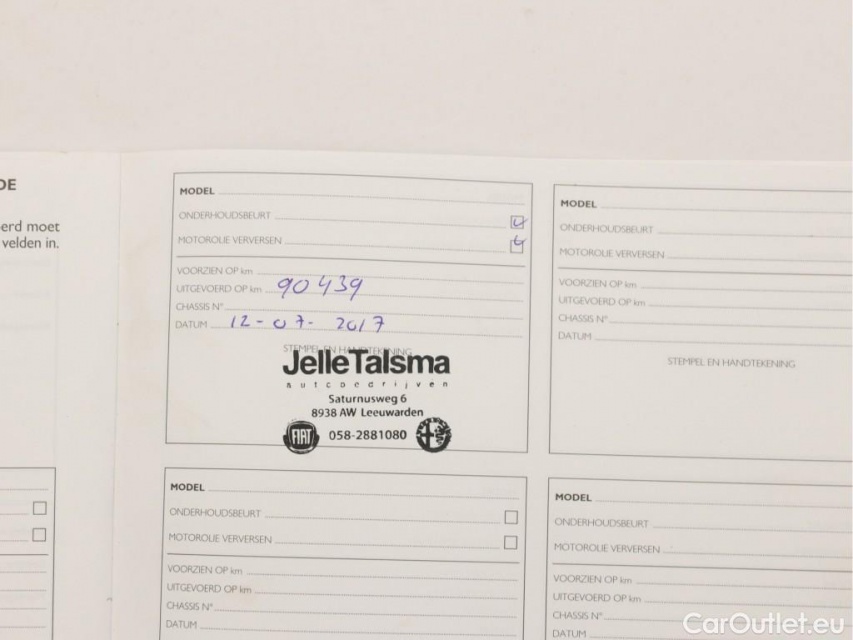 DE
erd moet
velden in.
MODEL
ONDERHOUDSBEURT
MOTOROLIE VERVERSEN
VOORZIEN OP km
UITGEVOERD OP km 90439
CHASSIS N°
DATUM 12-07-2017
STEMPEL EN HANDTEKENING
JelleTalsma
autobedrijven
Saturnusweg 6
8938 AW Leeuwarden
FIAT 058-2881080
MODEL
ONDERHOUDSBEURT
MOTOROLIE VERVERSEN
VOORZIEN OP km
UITGEVOERD OP km
CHASSIS N°
DATUM
STEMPEL EN HANDTEKENING
MODEL
ONDERHOUDSBEURT
MOTOROLIE VERVERSEN
VOORZIEN OP km
UITGEVOERD OP km
CHASSIS N°
DATUM
MODEL
ONDERHOUDSBEURT
MOTOROLIE VERVERSEN
VOORZIEN OP km
UITGEVOERD OP km
CHASSIS N°
DATUM
CarOutlet.eu